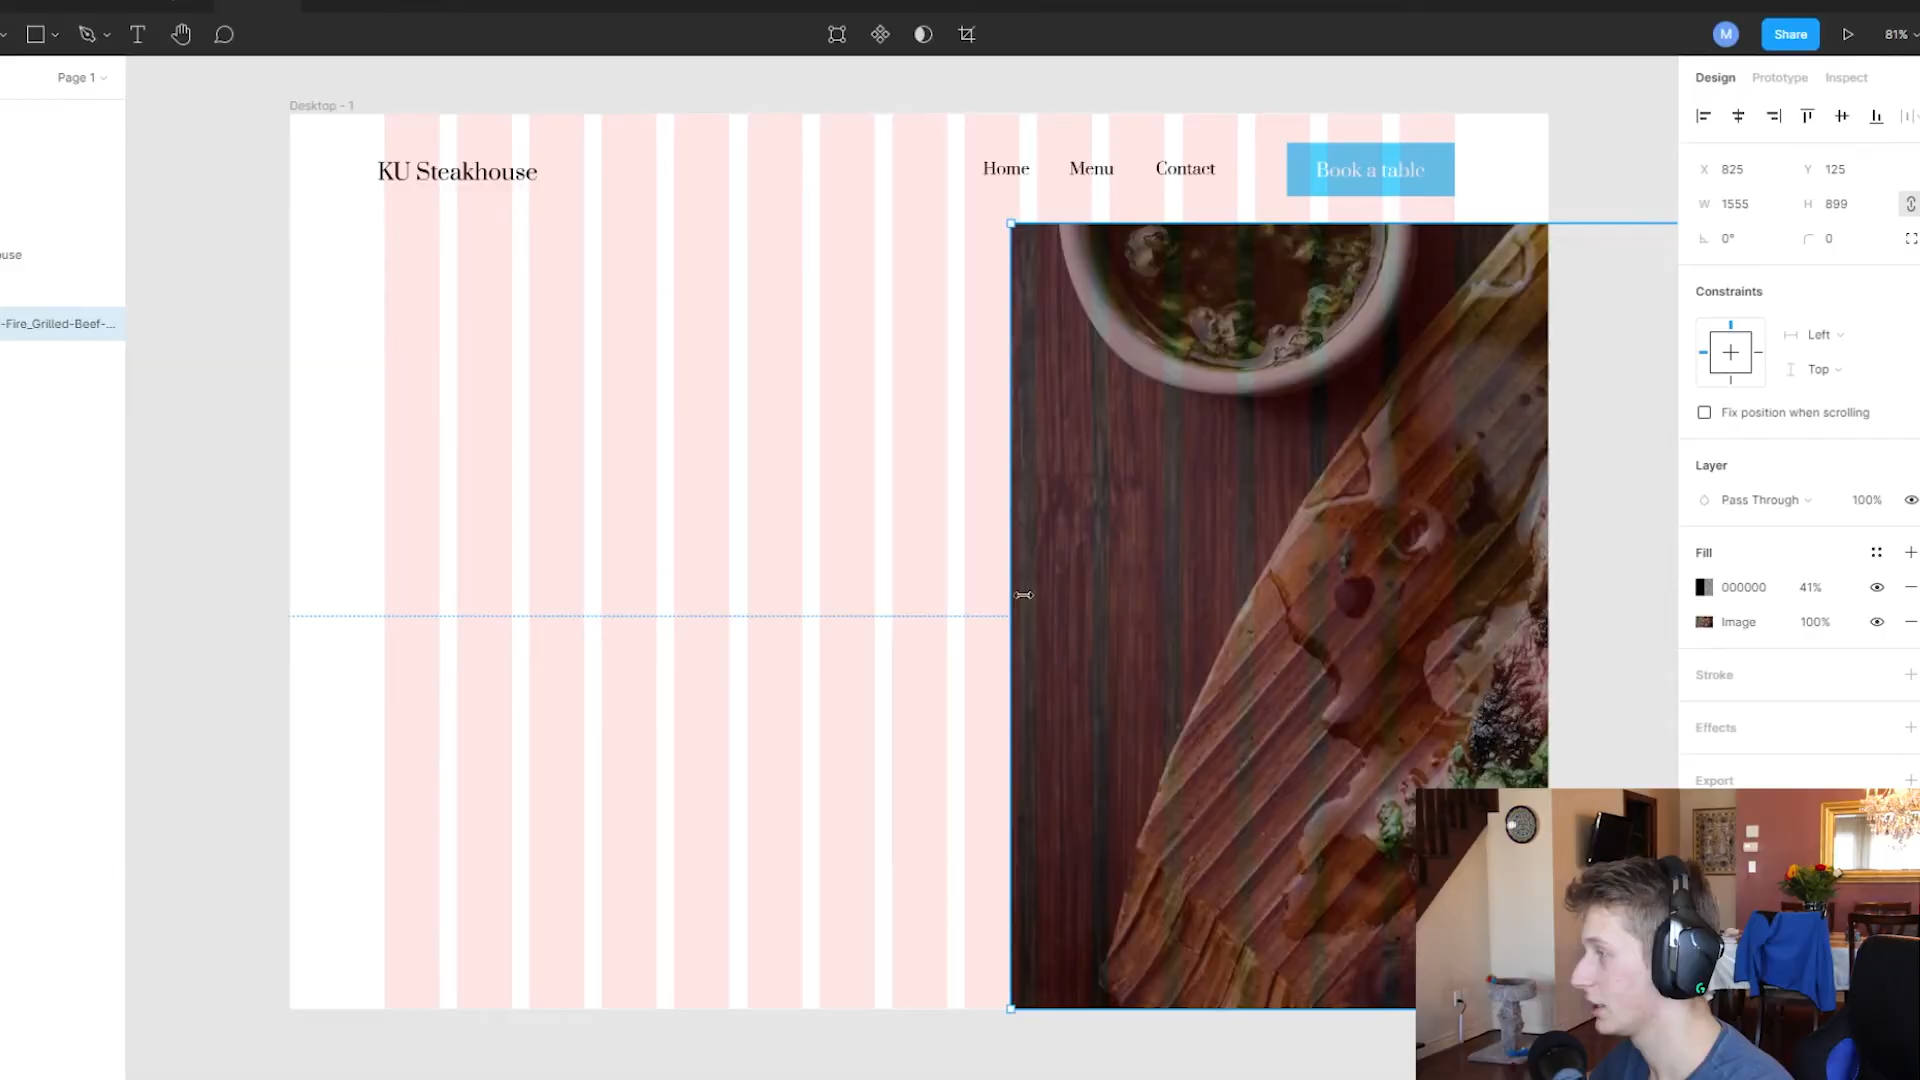 Share
81%
Page 1
Design Prototype Inspect
Desktop - 1
KU Steakhouse
Home Menu Contact Book a table
X 825 Y 125
W 1555 H 899
0° 0
ouse
Constraints
-Fire_Grilled-Beef-...
Left
Top
Fix position when scrolling
Layer
Pass Through 100%
Fill
000000 41%
Image 100%
Stroke
Effects
Export
M